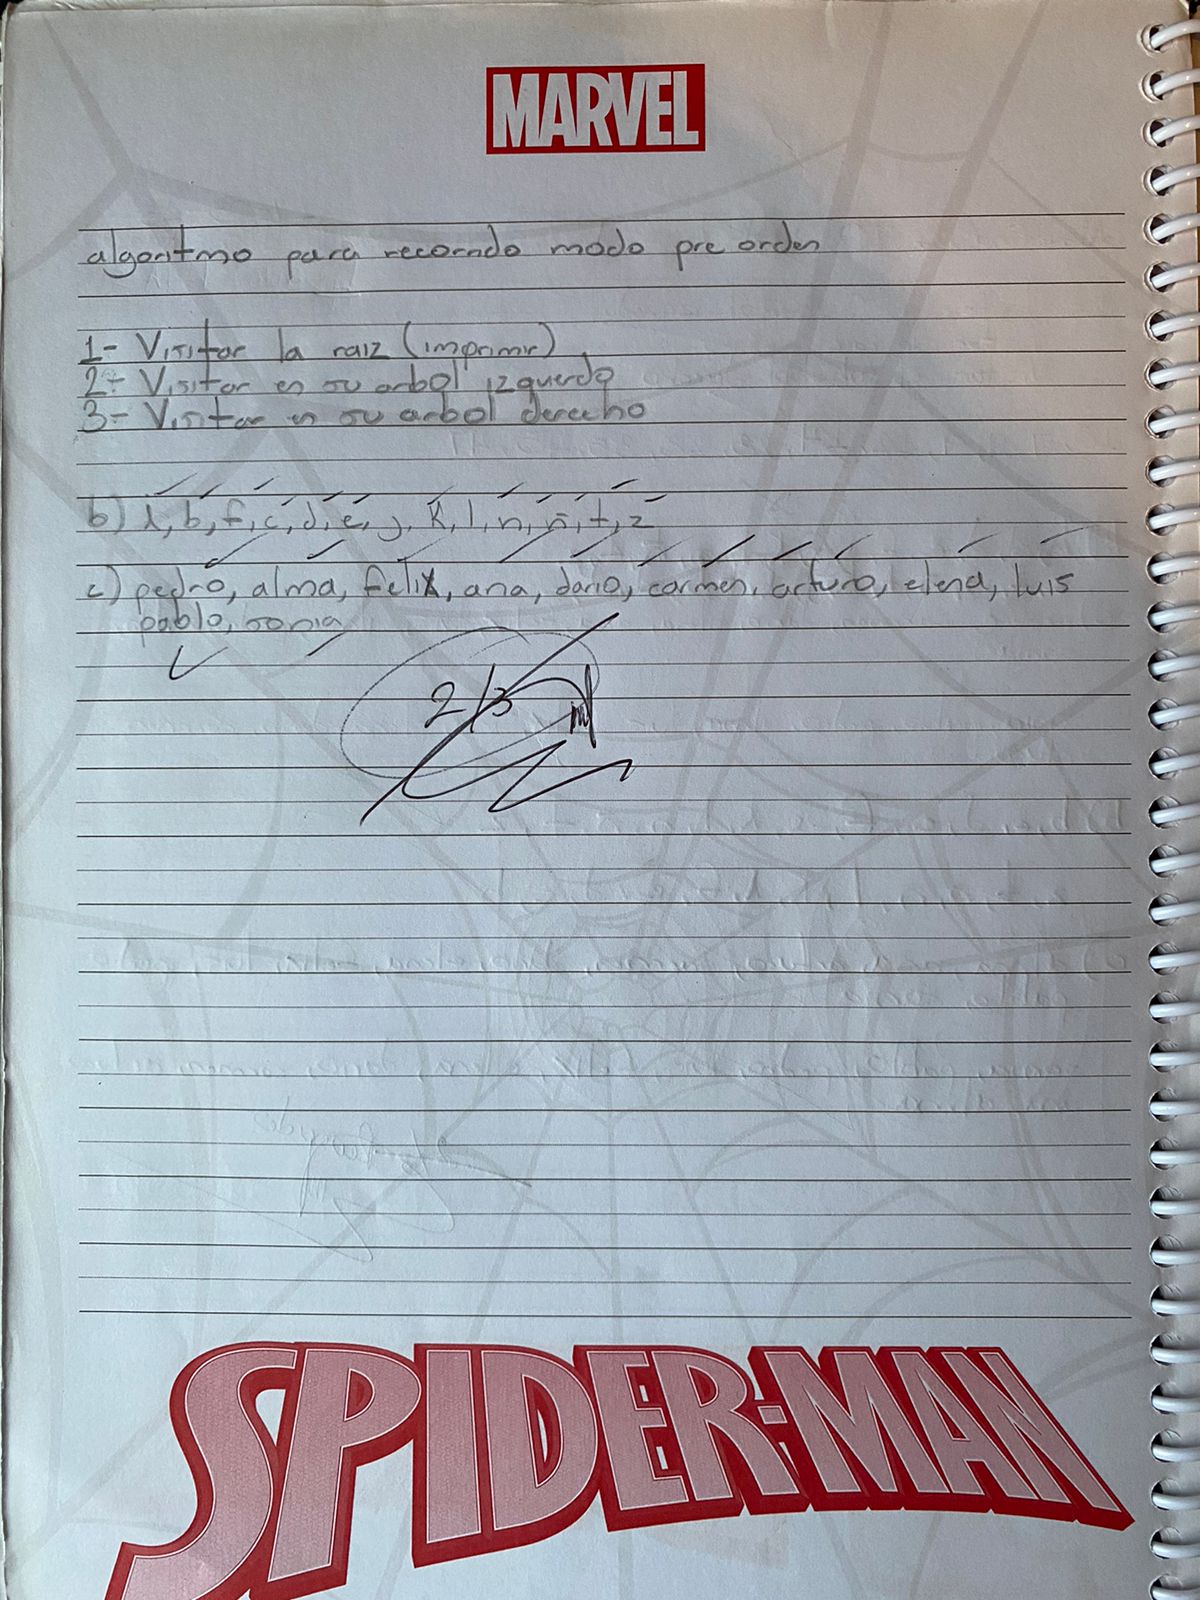 MARVEL
algoritmo para recorrido modo pre orden
1- Visitar la raiz (imprimir)
2- Visitar en su arbol izquierdo
3- Visitar en su arbol derecho
b) i, b, f, c, d, e, j, k, l, n, ñ, t, z
c) pedro, alma, felix, ana, dario, carmen, arturo, elena, luis
pablo, sonia
2/3
SPIDER-MAN